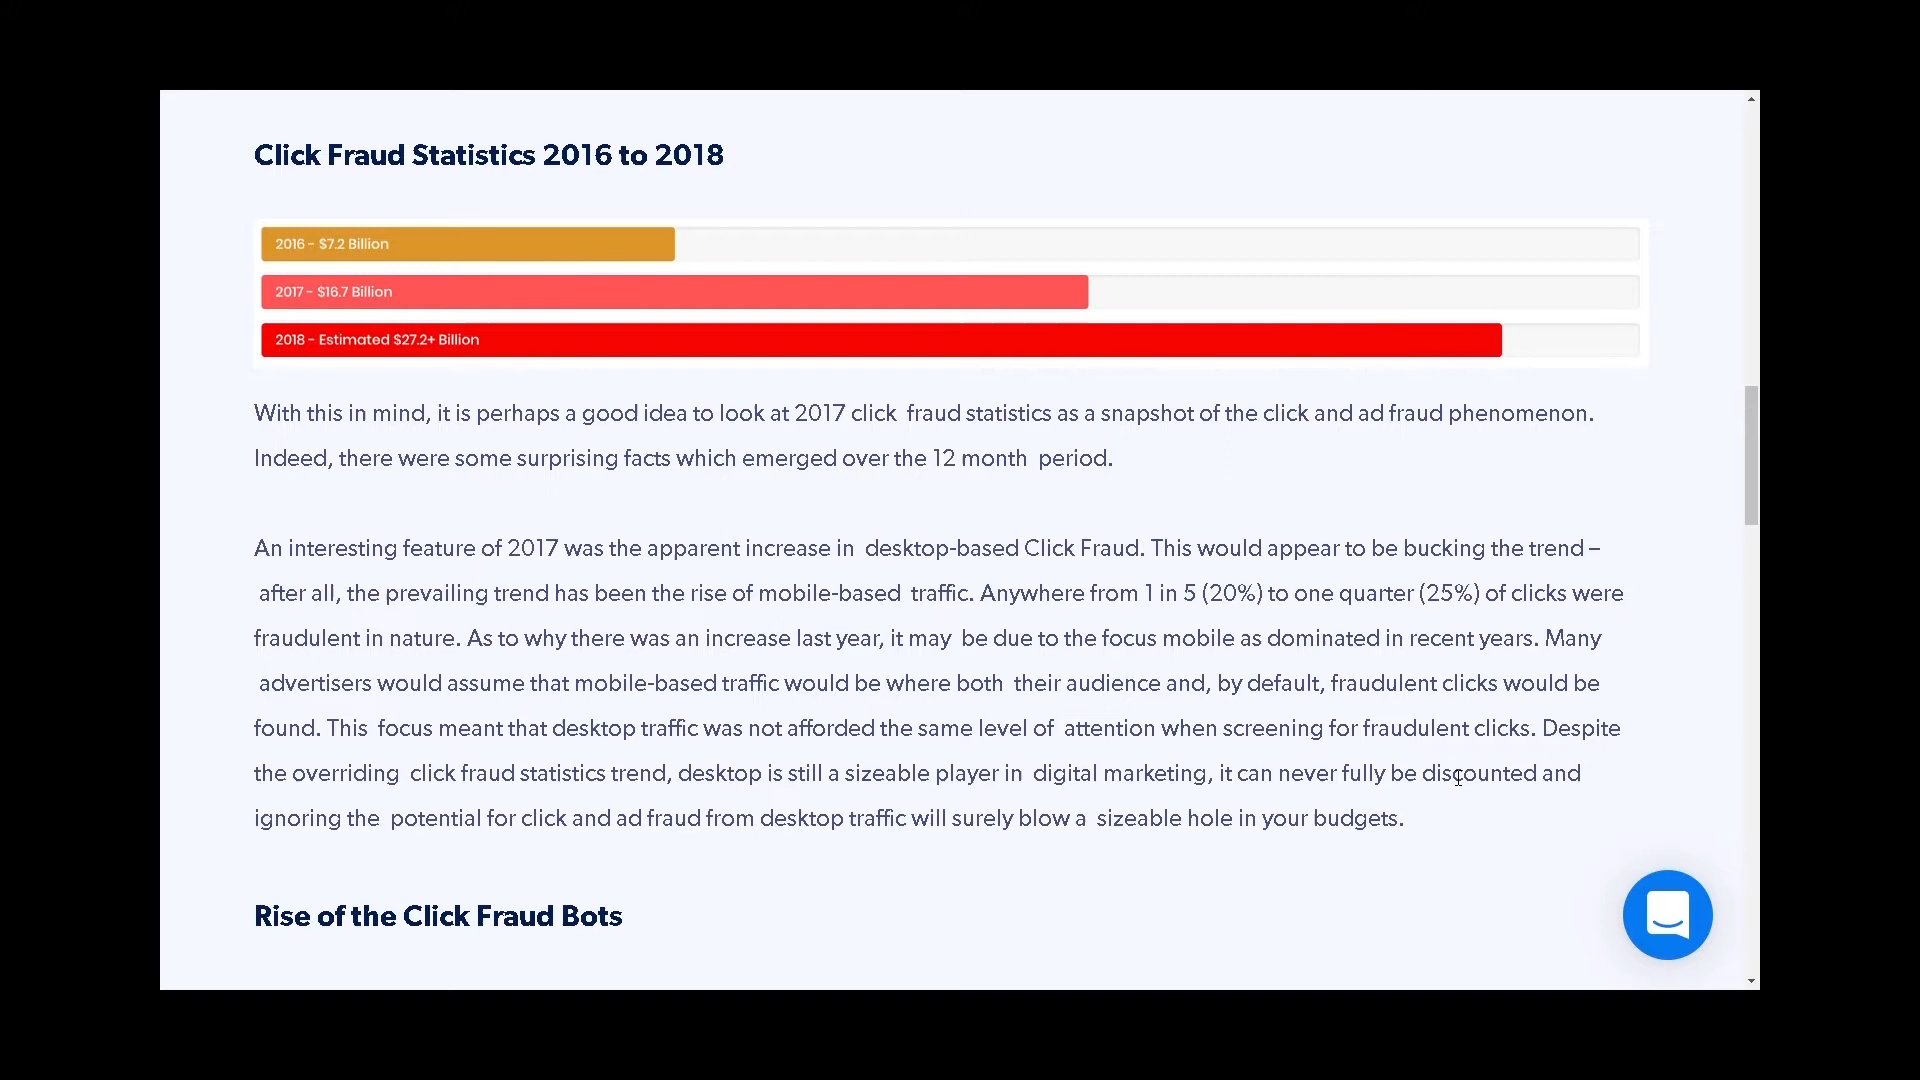 Click Fraud Statistics 2016 to 2018
2016 - $7.2 Billion
2017 - $16.7 Billion
2018 - Estimated $27.2+ Billion
With this in mind, it is perhaps a good idea to look at 2017 click fraud statistics as a snapshot of the click and ad fraud phenomenon.
Indeed, there were some surprising facts which emerged over the 12 month period.
An interesting feature of 2017 was the apparent increase in desktop-based Click Fraud. This would appear to be bucking the trend –
after all, the prevailing trend has been the rise of mobile-based traffic. Anywhere from 1 in 5 (20%) to one quarter (25%) of clicks were
fraudulent in nature. As to why there was an increase last year, it may be due to the focus mobile as dominated in recent years. Many
advertisers would assume that mobile-based traffic would be where both their audience and, by default, fraudulent clicks would be
found. This focus meant that desktop traffic was not afforded the same level of attention when screening for fraudulent clicks. Despite
the overriding click fraud statistics trend, desktop is still a sizeable player in digital marketing, it can never fully be discounted and
ignoring the potential for click and ad fraud from desktop traffic will surely blow a sizeable hole in your budgets.
Rise of the Click Fraud Bots